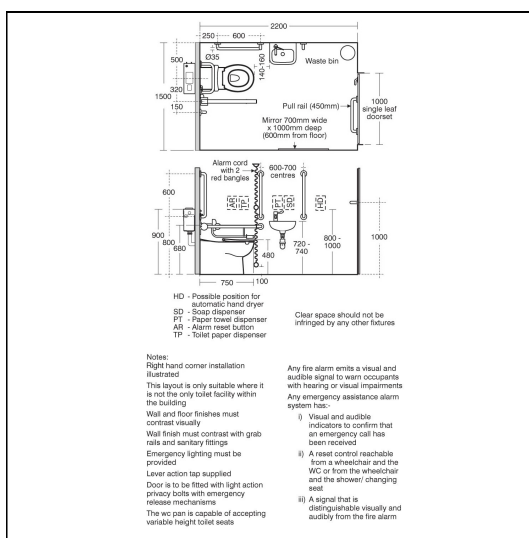 2200
250
600
Ø35
500
320
1500
150
140-160
Waste bin
Pull rail (450mm)
1000
single leaf
doorset
Mirror 700mm wide
x 1000mm deep
(600mm from floor)
Alarm cord
with 2
red bangles
600-700
centres
AR
TP
PT
SD
HD
600
900
800
680
480
720 -
740
800 -
1000
1000
750
100
HD - Possible position for
automatic hand dryer
SD - Soap dispenser
PT - Paper towel dispenser
AR - Alarm reset button
TP - Toilet paper dispenser
Clear space should not be
infringed by any other fixtures
Notes:
Right hand corner installation
illustrated
This layout is only suitable where it
is not the only toilet facility within
the building
Wall and floor finishes must
contrast visually
Wall finish must contrast with grab
rails and sanitary fittings
Emergency lighting must be
provided
Lever action tap supplied
Door is to be fitted with light action
privacy bolts with emergency
release mechanisms
The wc pan is capable of accepting
variable height toilet seats
Any fire alarm emits a visual and
audible signal to warn occupants
with hearing or visual impairments
Any emergency assistance alarm
system has:-
i) Visual and audible
indicators to confirm that
an emergency call has
been received
ii) A reset control reachable
from a wheelchair and the
WC or from the wheelchair
and the shower/ changing
seat
iii) A signal that is
distinguishable visually and
audibly from the fire alarm